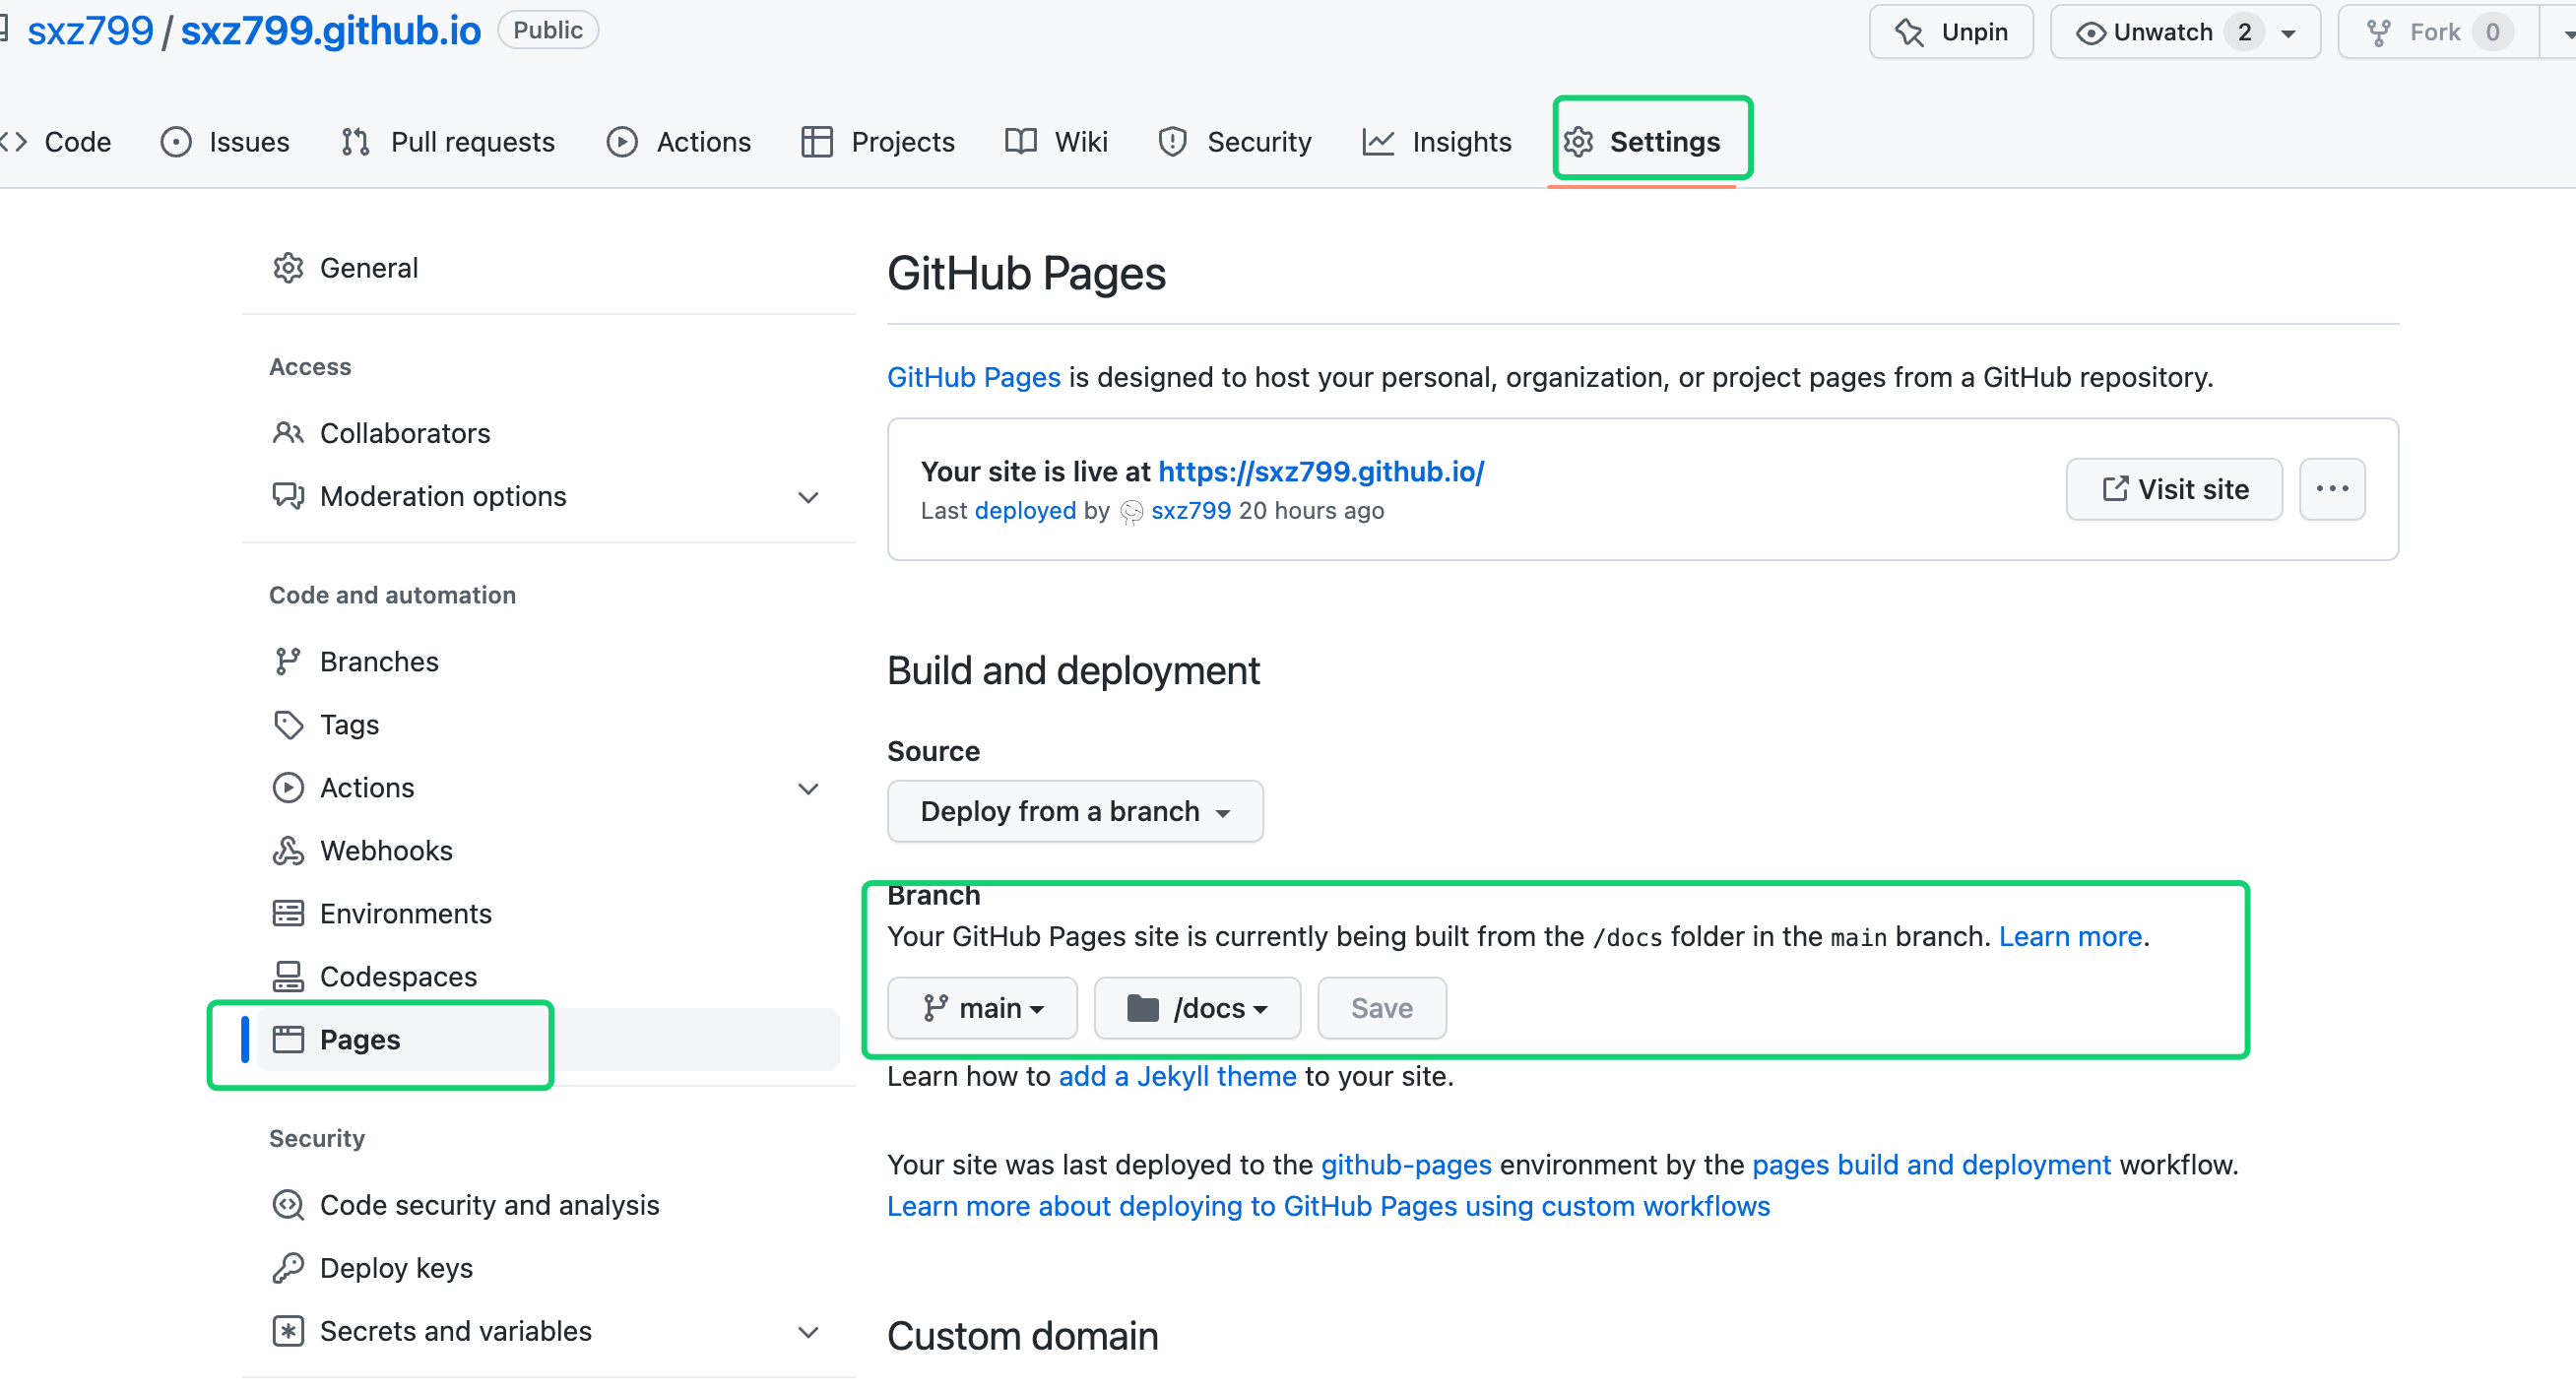 sxz799 / sxz799.github.io Public
Unpin Unwatch 2 Fork 0
Code Issues Pull requests Actions Projects Wiki Security Insights Settings
General
Access
Collaborators
Moderation options
Code and automation
Branches
Tags
Actions
Webhooks
Environments
Codespaces
Pages
Security
Code security and analysis
Deploy keys
Secrets and variables
GitHub Pages
GitHub Pages is designed to host your personal, organization, or project pages from a GitHub repository.
Your site is live at https://sxz799.github.io/
Last deployed by sxz799 20 hours ago
Visit site
Build and deployment
Source
Deploy from a branch
Branch
Your GitHub Pages site is currently being built from the /docs folder in the main branch. Learn more.
main /docs Save
Learn how to add a Jekyll theme to your site.
Your site was last deployed to the github-pages environment by the pages build and deployment workflow.
Learn more about deploying to GitHub Pages using custom workflows
Custom domain